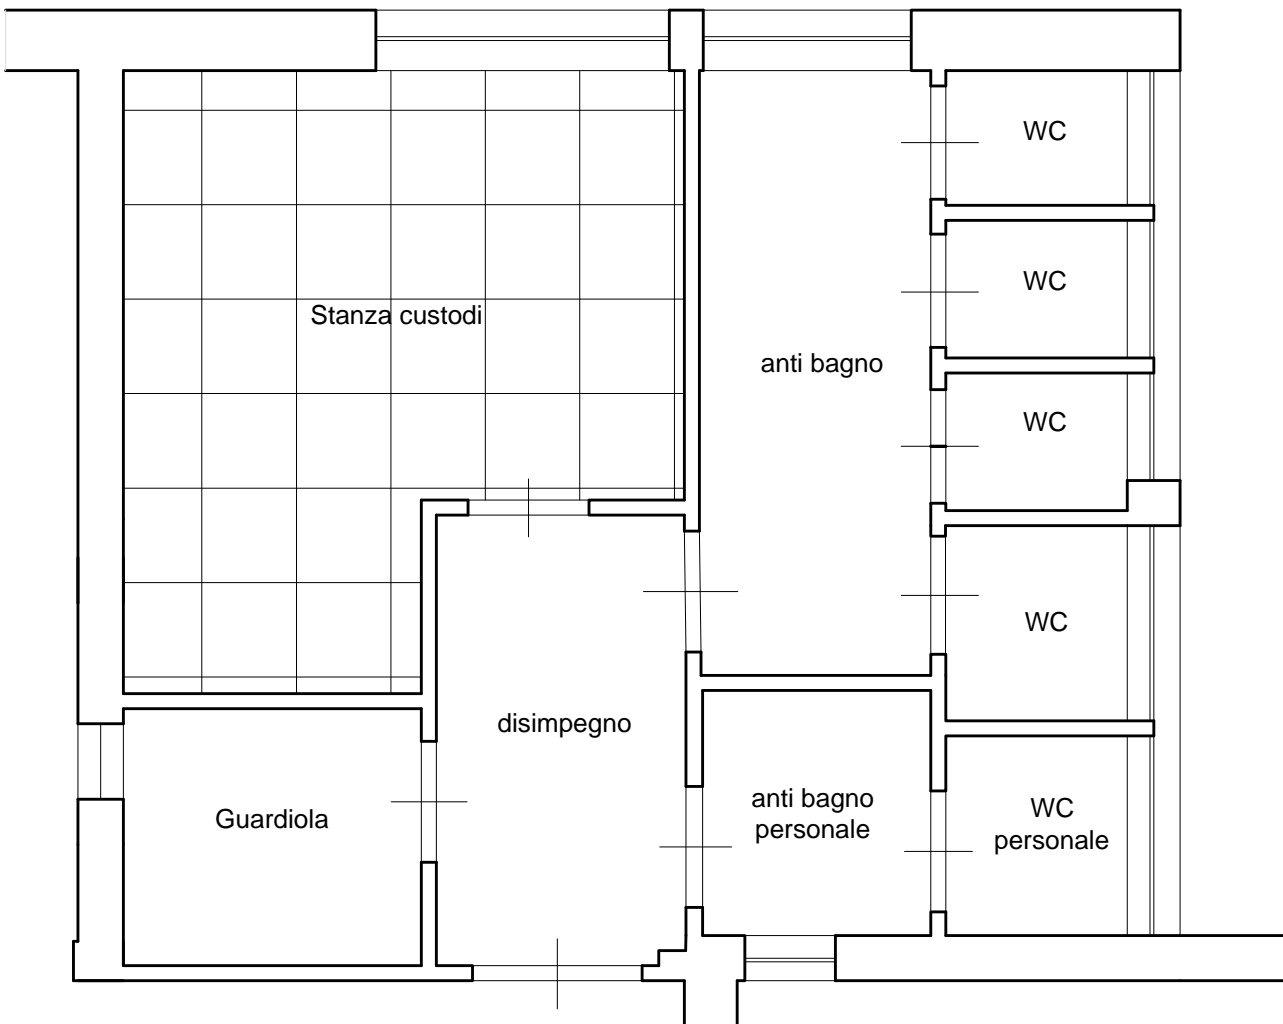 WC
WC
Stanza custodi
anti bagno
WC
WC
disimpegno
Guardiola
anti bagno
personale
WC
personale